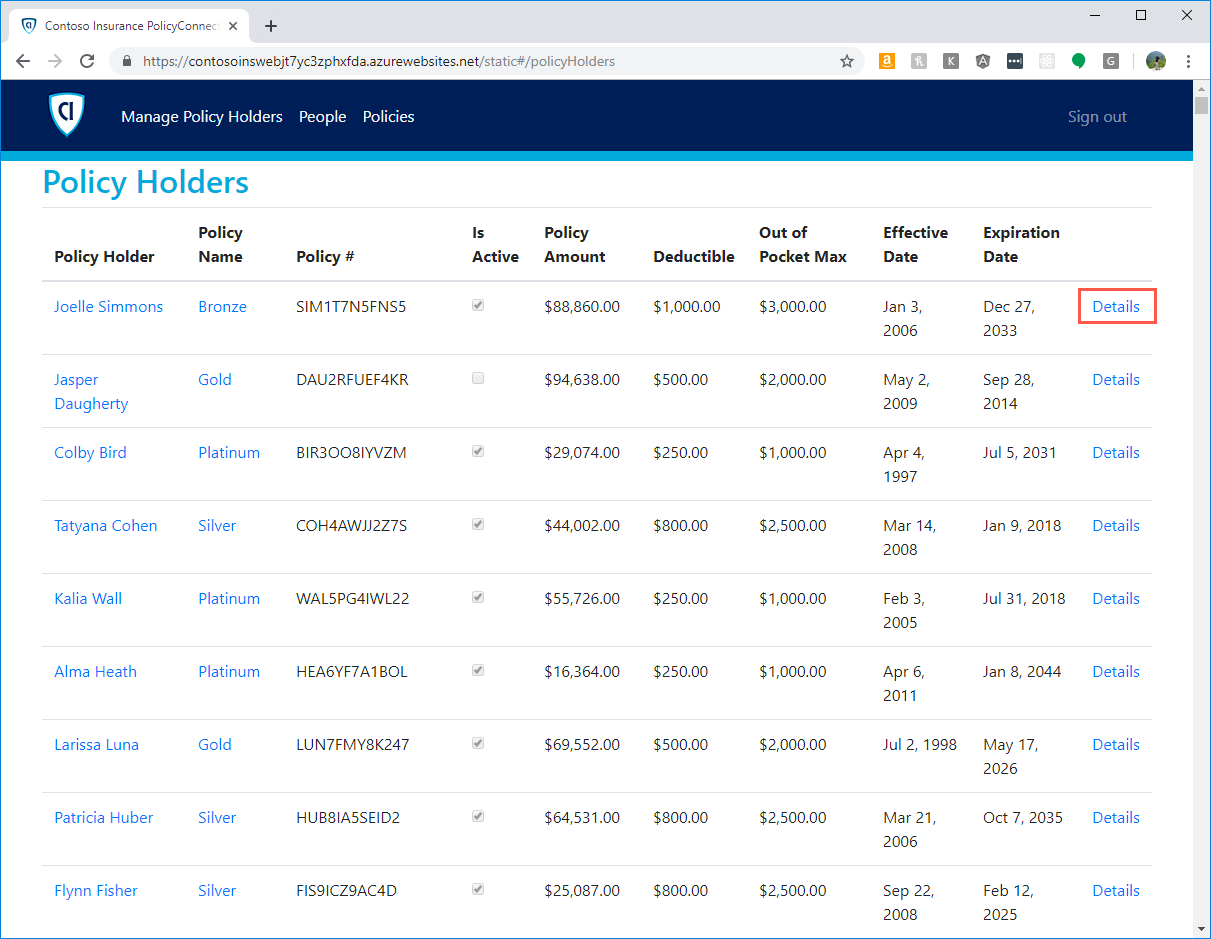 Contoso Insurance PolicyConnect
https://contosoinswebjt7yc3zphxfda.azurewebsites.net/static#/policyHolders
CI Manage Policy Holders People Policies Sign out
Policy Holders
Policy Holder Policy Name Policy # Is Active Policy Amount Deductible Out of Pocket Max Effective Date Expiration Date
Joelle Simmons Bronze SIM1T7N5FNS5 $88,860.00 $1,000.00 $3,000.00 Jan 3, 2006 Dec 27, 2033 Details
Jasper Daugherty Gold DAU2RFUEF4KR $94,638.00 $500.00 $2,000.00 May 2, 2009 Sep 28, 2014 Details
Colby Bird Platinum BIR3OO8IYVZM $29,074.00 $250.00 $1,000.00 Apr 4, 1997 Jul 5, 2031 Details
Tatyana Cohen Silver COH4AWJJ2Z7S $44,002.00 $800.00 $2,500.00 Mar 14, 2008 Jan 9, 2018 Details
Kalia Wall Platinum WAL5PG4IWL22 $55,726.00 $250.00 $1,000.00 Feb 3, 2005 Jul 31, 2018 Details
Alma Heath Platinum HEA6YF7A1BOL $16,364.00 $250.00 $1,000.00 Apr 6, 2011 Jan 8, 2044 Details
Larissa Luna Gold LUN7FMY8K247 $69,552.00 $500.00 $2,000.00 Jul 2, 1998 May 17, 2026 Details
Patricia Huber Silver HUB8IA5SEID2 $64,531.00 $800.00 $2,500.00 Mar 21, 2006 Oct 7, 2035 Details
Flynn Fisher Silver FIS9ICZ9AC4D $25,087.00 $800.00 $2,500.00 Sep 22, 2008 Feb 12, 2025 Details